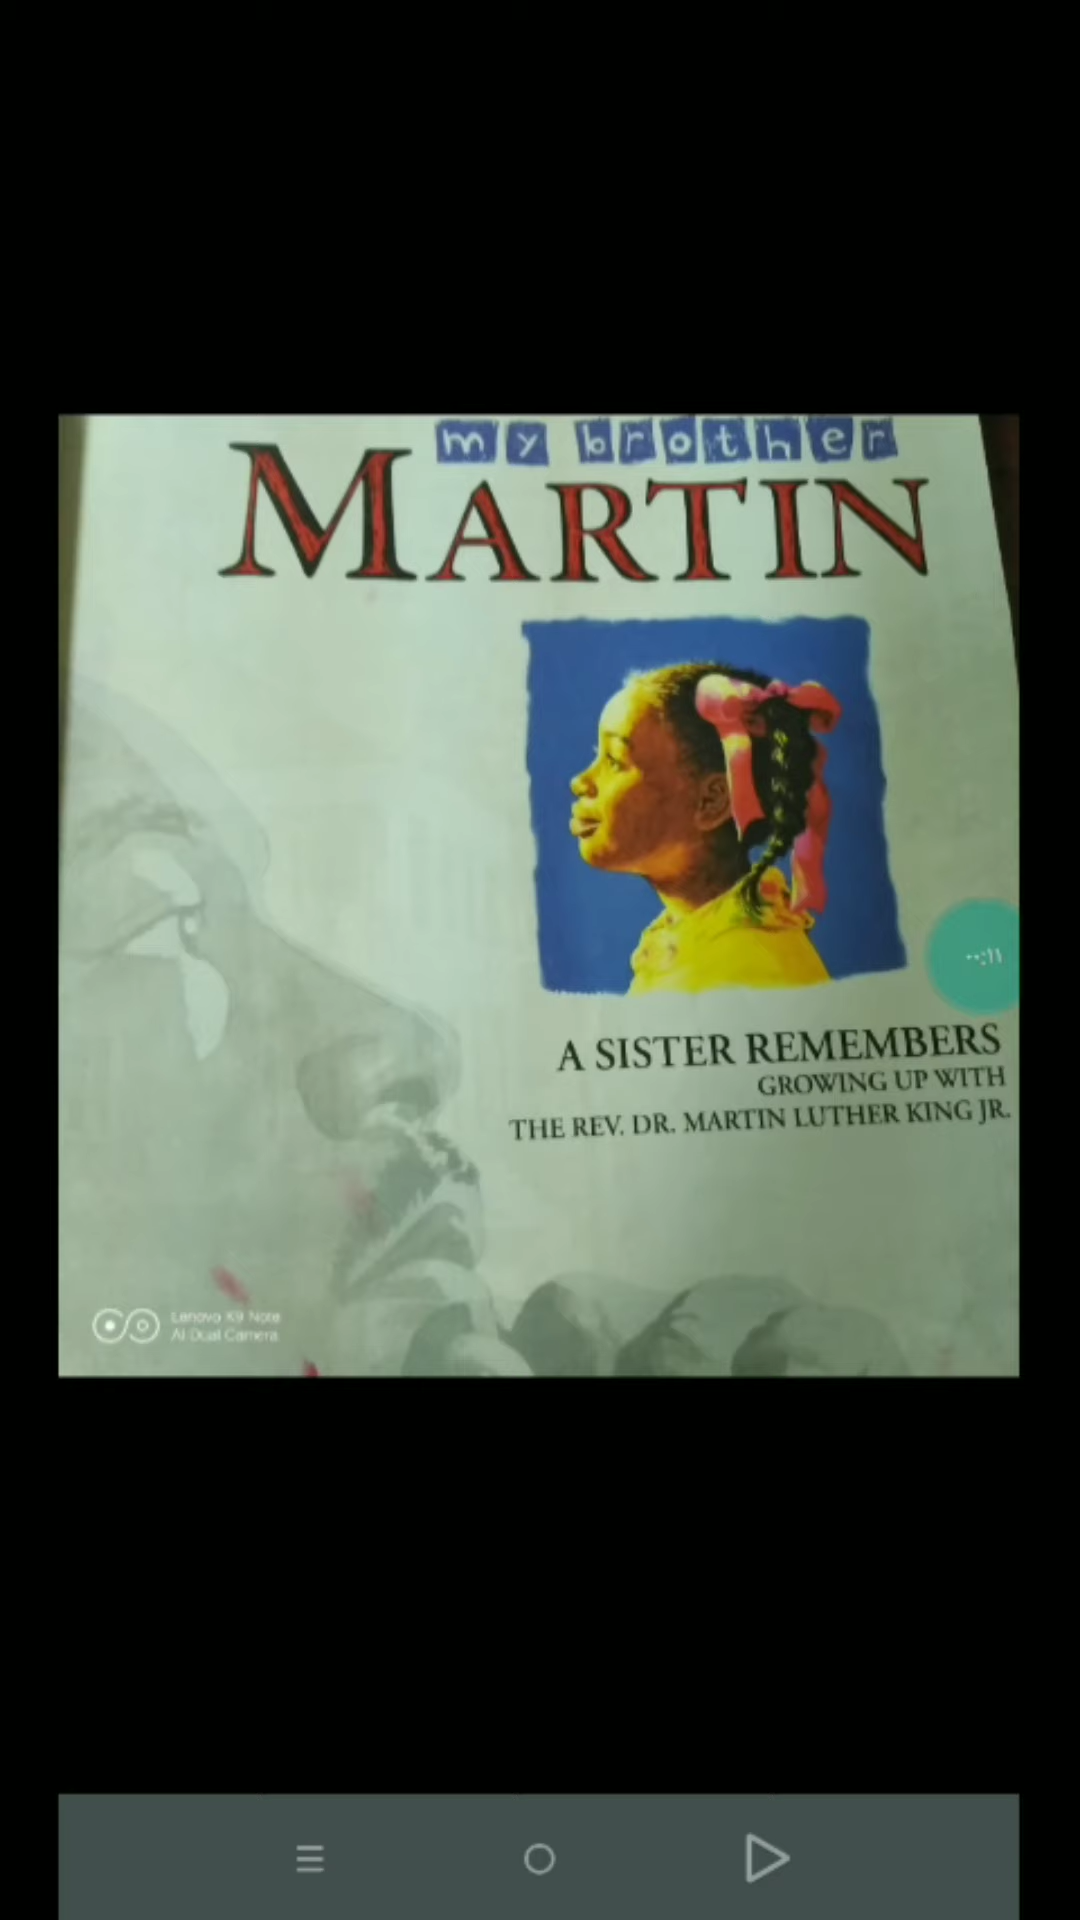 my brother
MARTIN
A SISTER REMEMBERS
GROWING UP WITH
THE REV. DR. MARTIN LUTHER KING JR.
Lenovo K9 Note
AI Dual Camera